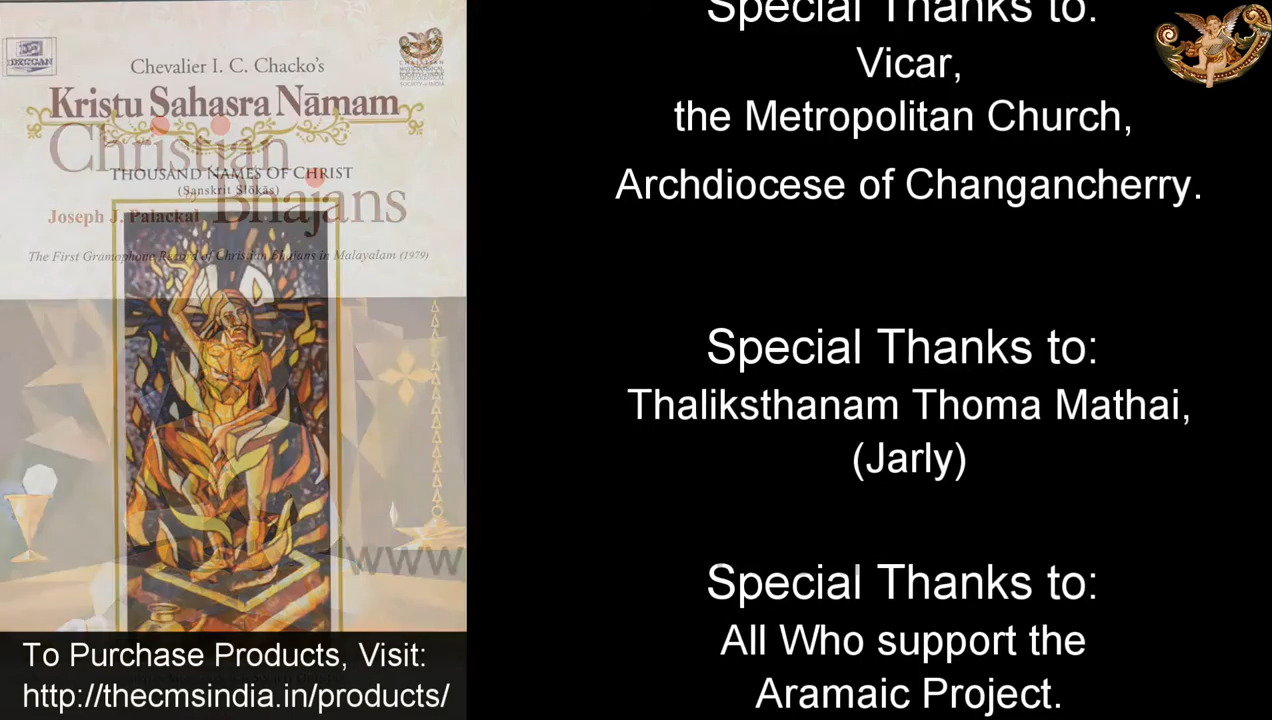 DECCAN
Chevalier I. C. Chacko's
Kristu Sahasra Nāmam
Christian
THOUSAND NAMES OF CHRIST
(Sanskrit Slōkās)
by
Joseph J. Palackal
Bhajans
The First Gramophone Record of Christian Bhajans in Malayalam (1979)
www
To Purchase Products, Visit:
http://thecmsindia.in/products/
Special Thanks to:
Vicar,
the Metropolitan Church,
Archdiocese of Changancherry.
Special Thanks to:
Thaliksthanam Thoma Mathai,
(Jarly)
Special Thanks to:
All Who support the
Aramaic Project.